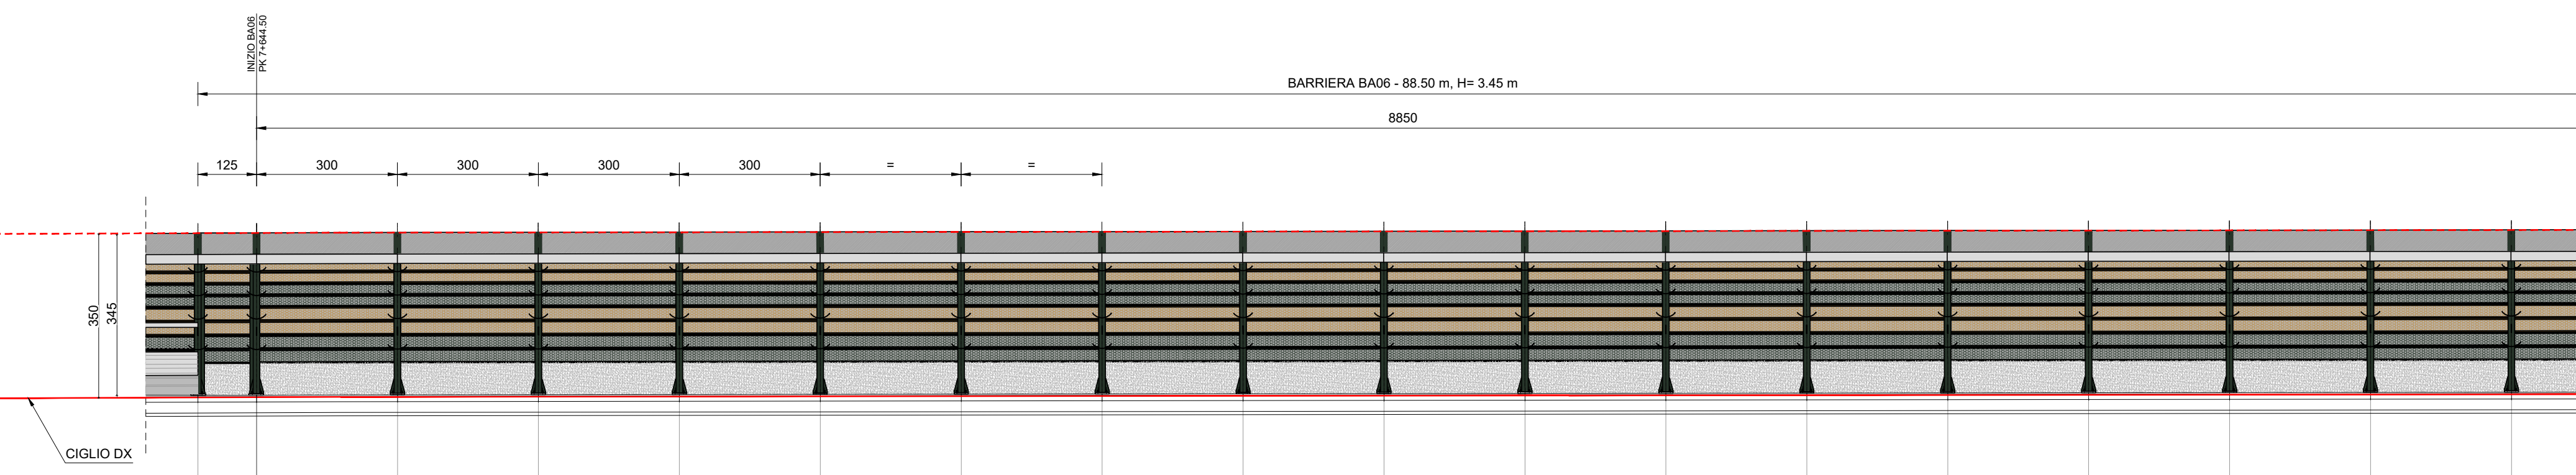 INIZIO BA06
PK 7+644.50
BARRIERA BA06 - 88.50 m, H= 3.45 m
8850
125
300
300
300
300
=
=
350
345
CIGLIO DX